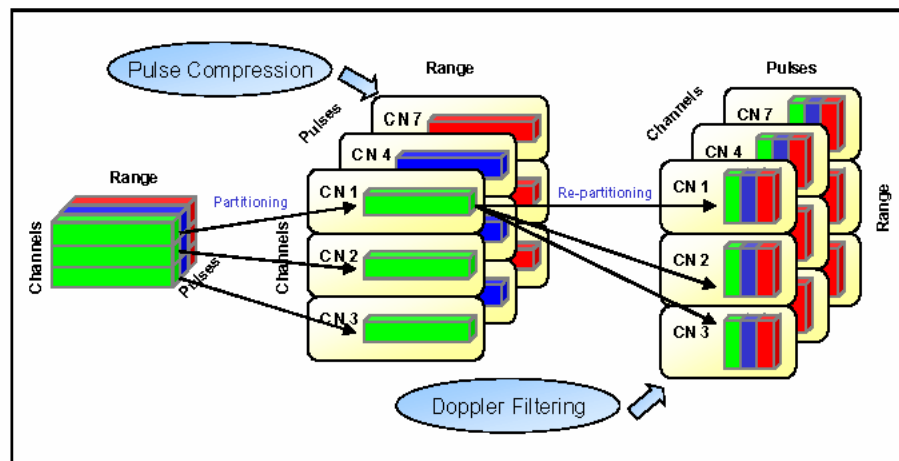 Pulse Compression
Range
Pulses
Pulses
Channels
CN 7
CN 7
CN 4
CN 4
Range
Partitioning
CN 1
Re-partitioning
CN 1
Channels
Pulses
Channels
CN 2
CN 2
Range
CN 3
CN 3
Doppler Filtering